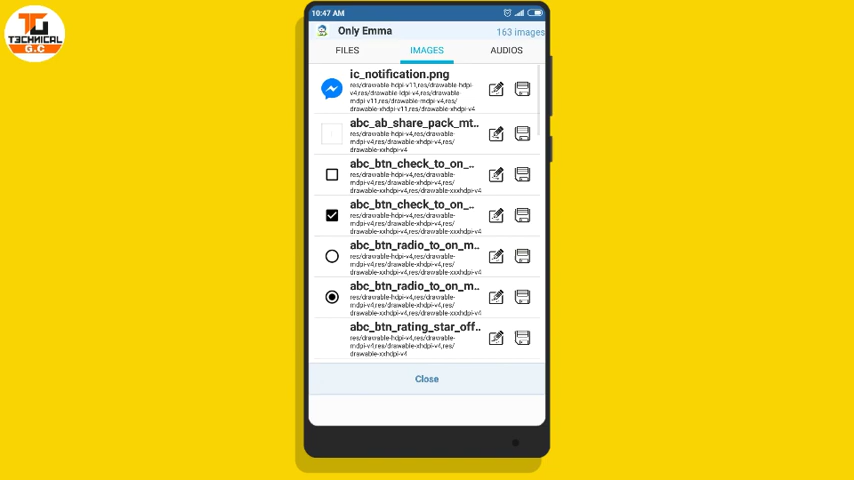 TECHNICAL
G.C
10:47 AM
Only Emma
163 images
FILES
IMAGES
AUDIOS
ic_notification.png
res/drawable-hdpi-v11,res/drawable-hdpi-
v4,res/drawable-ldpi-v4,res/drawable-
mdpi-v11,res/drawable-mdpi-v4,res/
drawable-xhdpi-v11,res/drawable-xhdpi-v4
abc_ab_share_pack_mt..
res/drawable-hdpi-v4,res/drawable-
mdpi-v4,res/drawable-xhdpi-v4,res/
drawable-xxhdpi-v4
abc_btn_check_to_on_..
res/drawable-hdpi-v4,res/drawable-
mdpi-v4,res/drawable-xhdpi-v4,res/
drawable-xxhdpi-v4,res/drawable-xxxhdpi-v4
abc_btn_check_to_on_..
res/drawable-hdpi-v4,res/drawable-
mdpi-v4,res/drawable-xhdpi-v4,res/
drawable-xxhdpi-v4,res/drawable-xxxhdpi-v4
abc_btn_radio_to_on_m..
res/drawable-hdpi-v4,res/drawable-
mdpi-v4,res/drawable-xhdpi-v4,res/
drawable-xxhdpi-v4,res/drawable-xxxhdpi-v4
abc_btn_radio_to_on_m..
res/drawable-hdpi-v4,res/drawable-
mdpi-v4,res/drawable-xhdpi-v4,res/
drawable-xxhdpi-v4,res/drawable-xxxhdpi-v4
abc_btn_rating_star_off..
res/drawable-hdpi-v4,res/drawable-
mdpi-v4,res/drawable-xhdpi-v4,res/
drawable-xxhdpi-v4
Close